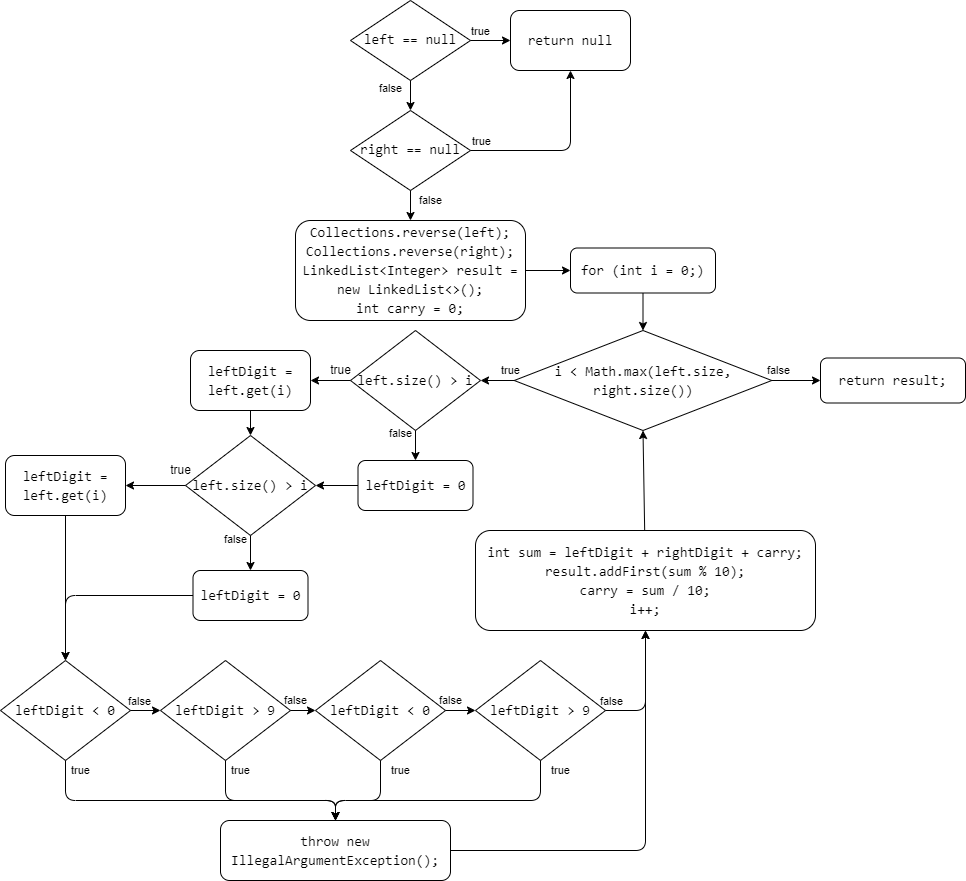 left == null
true
return null
false
right == null
true
false
Collections.reverse(left);
Collections.reverse(right);
LinkedList<Integer> result =
new LinkedList<>();
int carry = 0;
for (int i = 0;)
i < Math.max(left.size,
right.size())
false
return result;
true
left.size() > i
true
leftDigit =
left.get(i)
false
leftDigit = 0
left.size() > i
true
leftDigit =
left.get(i)
false
leftDigit = 0
int sum = leftDigit + rightDigit + carry;
result.addFirst(sum % 10);
carry = sum / 10;
i++;
leftDigit < 0
false
leftDigit > 9
false
leftDigit < 0
false
leftDigit > 9
false
true
true
true
true
throw new
IllegalArgumentException();